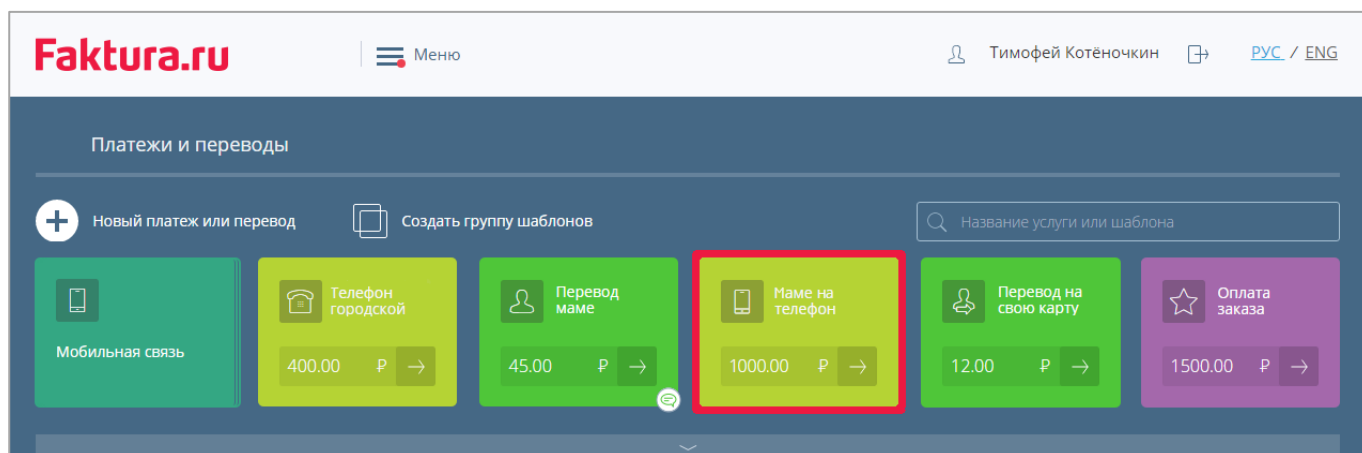 Faktura.ru
Меню
Тимофей Котёночкин
РУС / ENG
Платежи и переводы
Новый платеж или перевод
Создать группу шаблонов
Название услуги или шаблона
Мобильная связь
Телефон
городской
400.00 ₽
Перевод
маме
45.00 ₽
Маме на
телефон
1000.00 ₽
Перевод на
свою карту
12.00 ₽
Оплата
заказа
1500.00 ₽